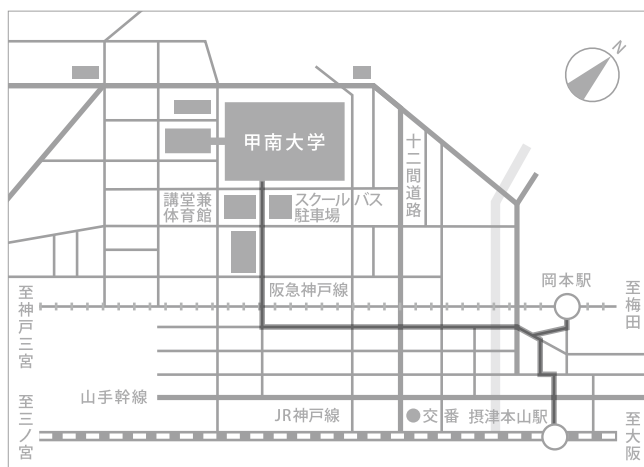 N
甲南大学
十二間道路
講堂兼
体育館
スクールバス
駐車場
岡本駅
阪急神戸線
至神戸三宮
至梅田
山手幹線
至三ノ宮
JR神戸線
交番
摂津本山駅
至大阪